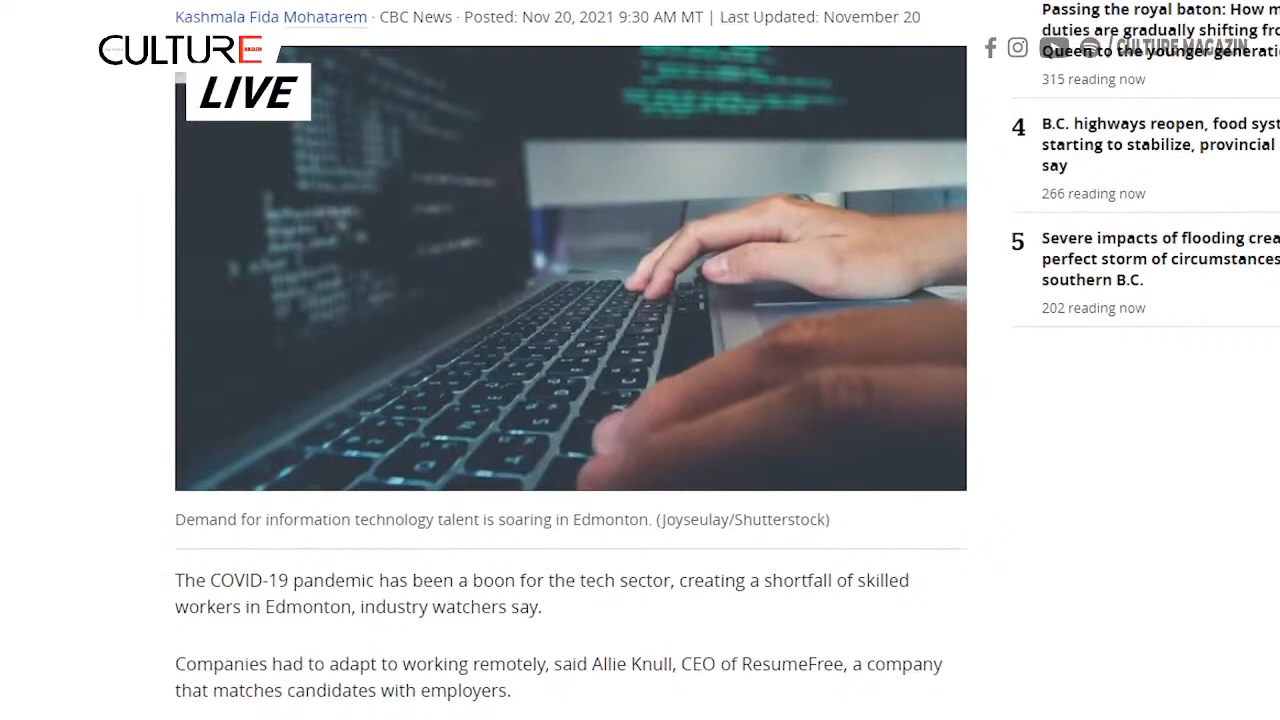 Kashmala Fida Mohatarem · CBC News · Posted: Nov 20, 2021 9:30 AM MT | Last Updated: November 20
CULTURE
MAGAZIN
LIVE
Demand for information technology talent is soaring in Edmonton. (Joyseulay/Shutterstock)
The COVID-19 pandemic has been a boon for the tech sector, creating a shortfall of skilled
workers in Edmonton, industry watchers say.
Companies had to adapt to working remotely, said Allie Knull, CEO of ResumeFree, a company
that matches candidates with employers.
Passing the royal baton: How
duties are gradually shifting
Queen to the younger
/ CULTURE MAGAZIN
315 reading now
4
B.C. highways reopen, food
starting to stabilize, provincial
say
266 reading now
5
Severe impacts of flooding
perfect storm of circumstances
southern B.C.
202 reading now